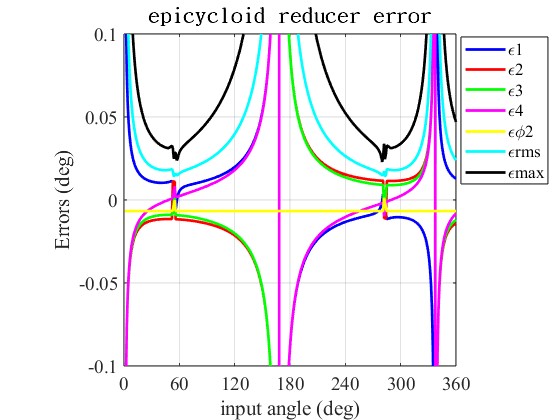 epicycloid reducer error
0.1
0.05
0
-0.05
-0.1
Errors (deg)
0 60 120 180 240 300 360
input angle (deg)
ϵ1
ϵ2
ϵ3
ϵ4
ϵϕ2
ϵrms
ϵmax